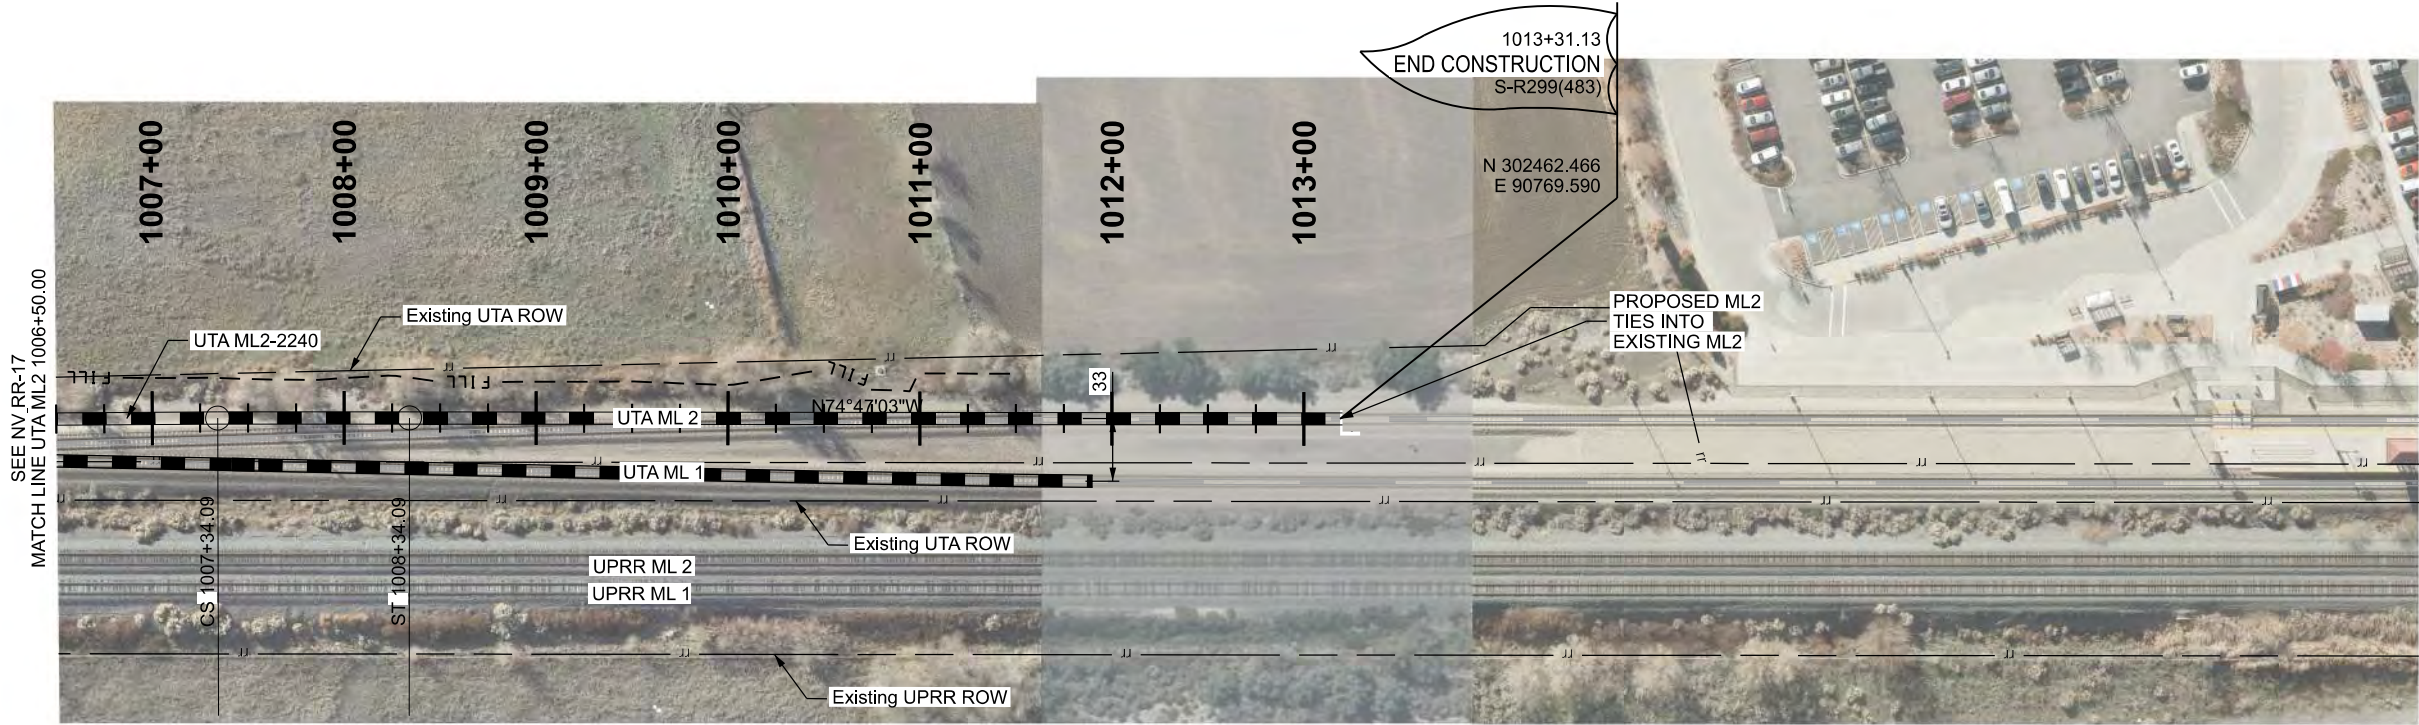 1013+31.13
END CONSTRUCTION
S-R299(483)
N 302462.466
E 90769.590
1007+00
1008+00
1009+00
1010+00
1011+00
1012+00
1013+00
SEE NV_RR-17
MATCH LINE UTA ML2 1006+50.00
Existing UTA ROW
UTA ML2-2240
PROPOSED ML2
TIES INTO
EXISTING ML2
FILL
FILL
FILL
33
N74°47'03"W
UTA ML 2
UTA ML 1
CS 1007+34.09
ST 1008+34.09
Existing UTA ROW
UPRR ML 2
UPRR ML 1
Existing UPRR ROW